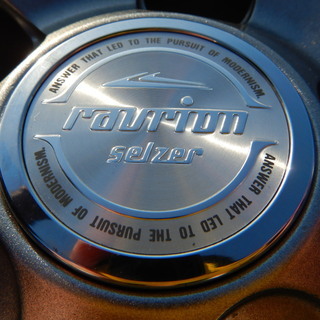 ANSWER THAT LED TO THE PURSUIT OF MODERNISM.
ravrion
selzer
ANSWER THAT LED TO THE PURSUIT OF MODERNISM.